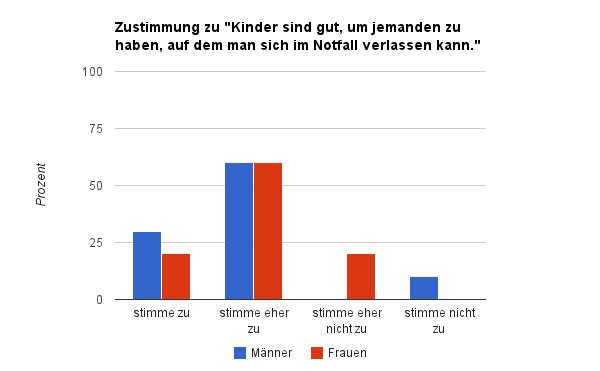 Zustimmung zu "Kinder sind gut, um jemanden zu
haben, auf dem man sich im Notfall verlassen kann."
100
75
50
25
0
Prozent
stimme zu
stimme eher
zu
stimme eher
nicht zu
stimme nicht
zu
Männer
Frauen